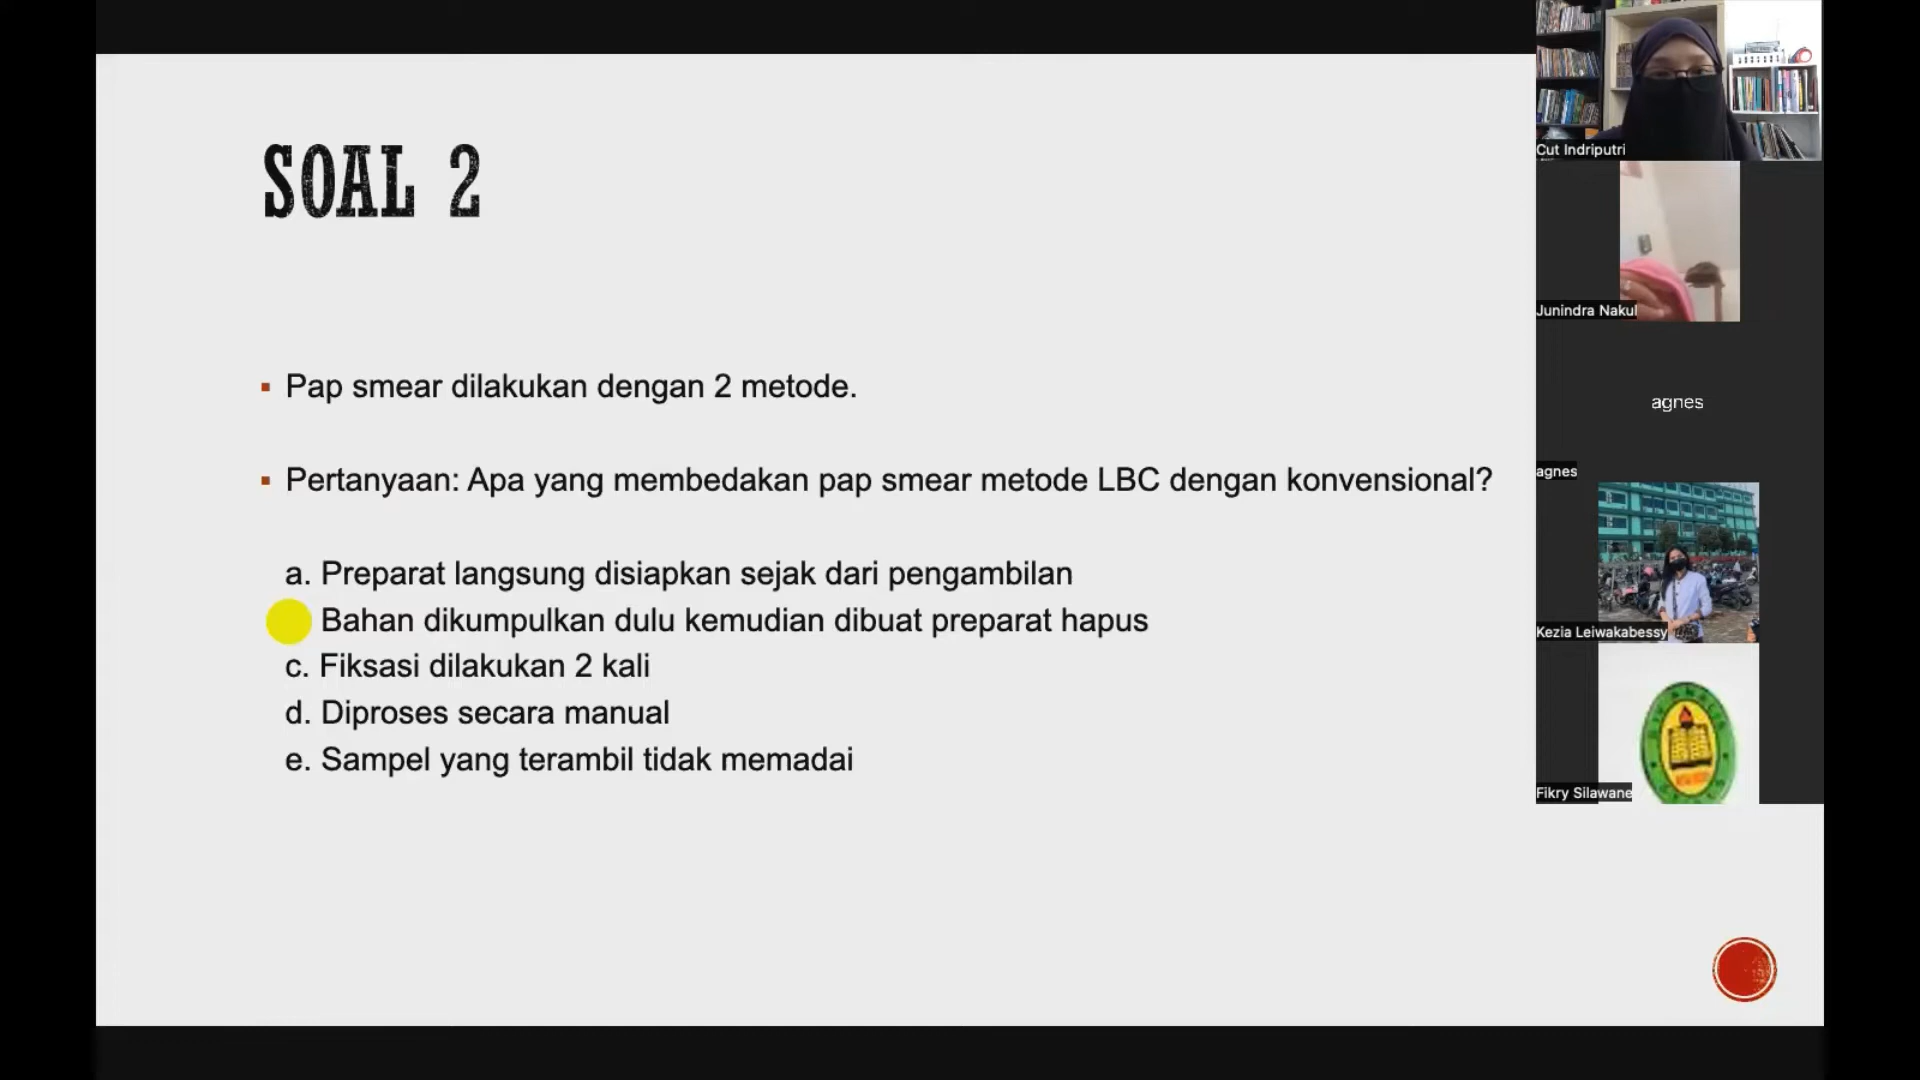 SOAL 2
Pap smear dilakukan dengan 2 metode.
Pertanyaan: Apa yang membedakan pap smear metode LBC dengan konvensional?
a. Preparat langsung disiapkan sejak dari pengambilan
Bahan dikumpulkan dulu kemudian dibuat preparat hapus
c. Fiksasi dilakukan 2 kali
d. Diproses secara manual
e. Sampel yang terambil tidak memadai
Cut Indriputri
Junindra Nakul
agnes
agnes
Kezia Leiwakabessy
Fikry Silawane